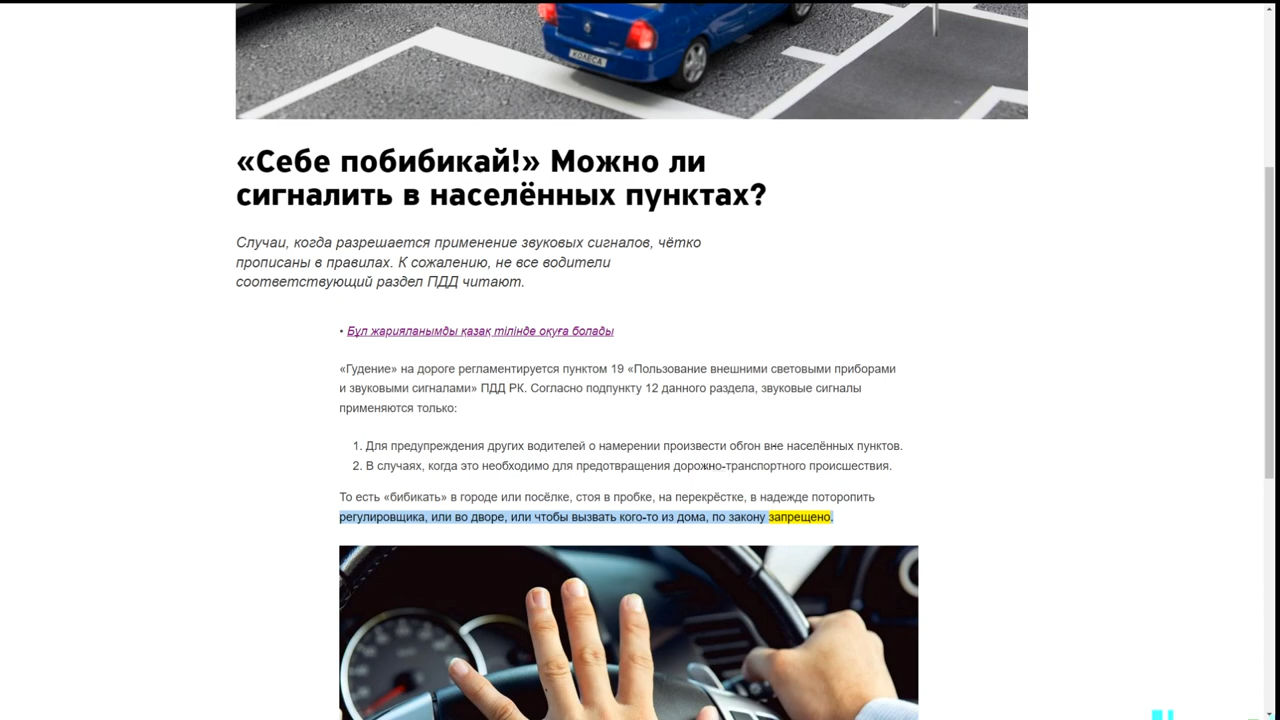 КОЛЕСА
«Себе побибикай!» Можно ли
сигналить в населённых пунктах?
Случаи, когда разрешается применение звуковых сигналов, чётко
прописаны в правилах. К сожалению, не все водители
соответствующий раздел ПДД читают.
• Бұл жарияланымды қазақ тілінде оқуға болады
«Гудение» на дороге регламентируется пунктом 19 «Пользование внешними световыми приборами
и звуковыми сигналами» ПДД РК. Согласно подпункту 12 данного раздела, звуковые сигналы
применяются только:
1. Для предупреждения других водителей о намерении произвести обгон вне населённых пунктов.
2. В случаях, когда это необходимо для предотвращения дорожно-транспортного происшествия.
То есть «бибикать» в городе или посёлке, стоя в пробке, на перекрёстке, в надежде поторопить
регулировщика, или во дворе, или чтобы вызвать кого-то из дома, по закону запрещено.